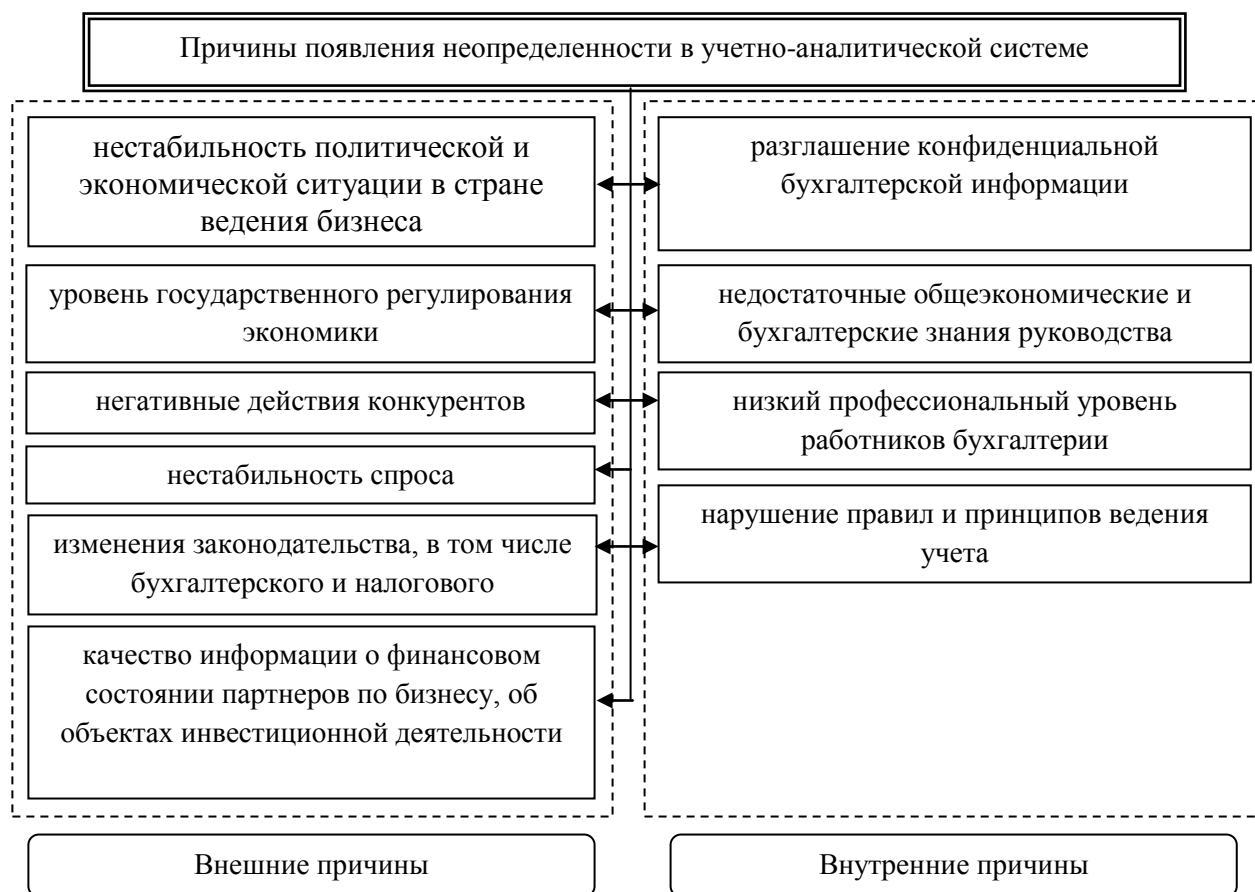 Причины появления неопределенности в учетно-аналитической системе
нестабильность политической и
экономической ситуации в стране
ведения бизнеса
уровень государственного регулирования
экономики
негативные действия конкурентов
нестабильность спроса
изменения законодательства, в том числе
бухгалтерского и налогового
качество информации о финансовом
состоянии партнеров по бизнесу, об
объектах инвестиционной деятельности
Внешние причины
разглашение конфиденциальной
бухгалтерской информации
недостаточные общеэкономические и
бухгалтерские знания руководства
низкий профессиональный уровень
работников бухгалтерии
нарушение правил и принципов ведения
учета
Внутренние причины